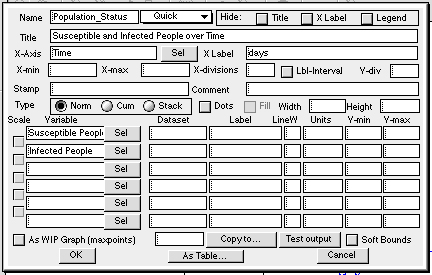 Name Population_Status Quick Hide: Title X Label Legend
Title Susceptible and Infected People over Time
X-Axis Time Sel X Label days
X-min X-max X-divisions Lbl-Interval Y-div
Stamp Comment
Type Norm Cum Stack Dots Fill Width Height
Scale Variable Dataset Label LineW Units Y-min Y-max
Susceptible People Sel
Infected People Sel
Sel
Sel
Sel
Sel
As WIP Graph (maxpoints) Copy to... Test output Soft Bounds
OK As Table... Cancel